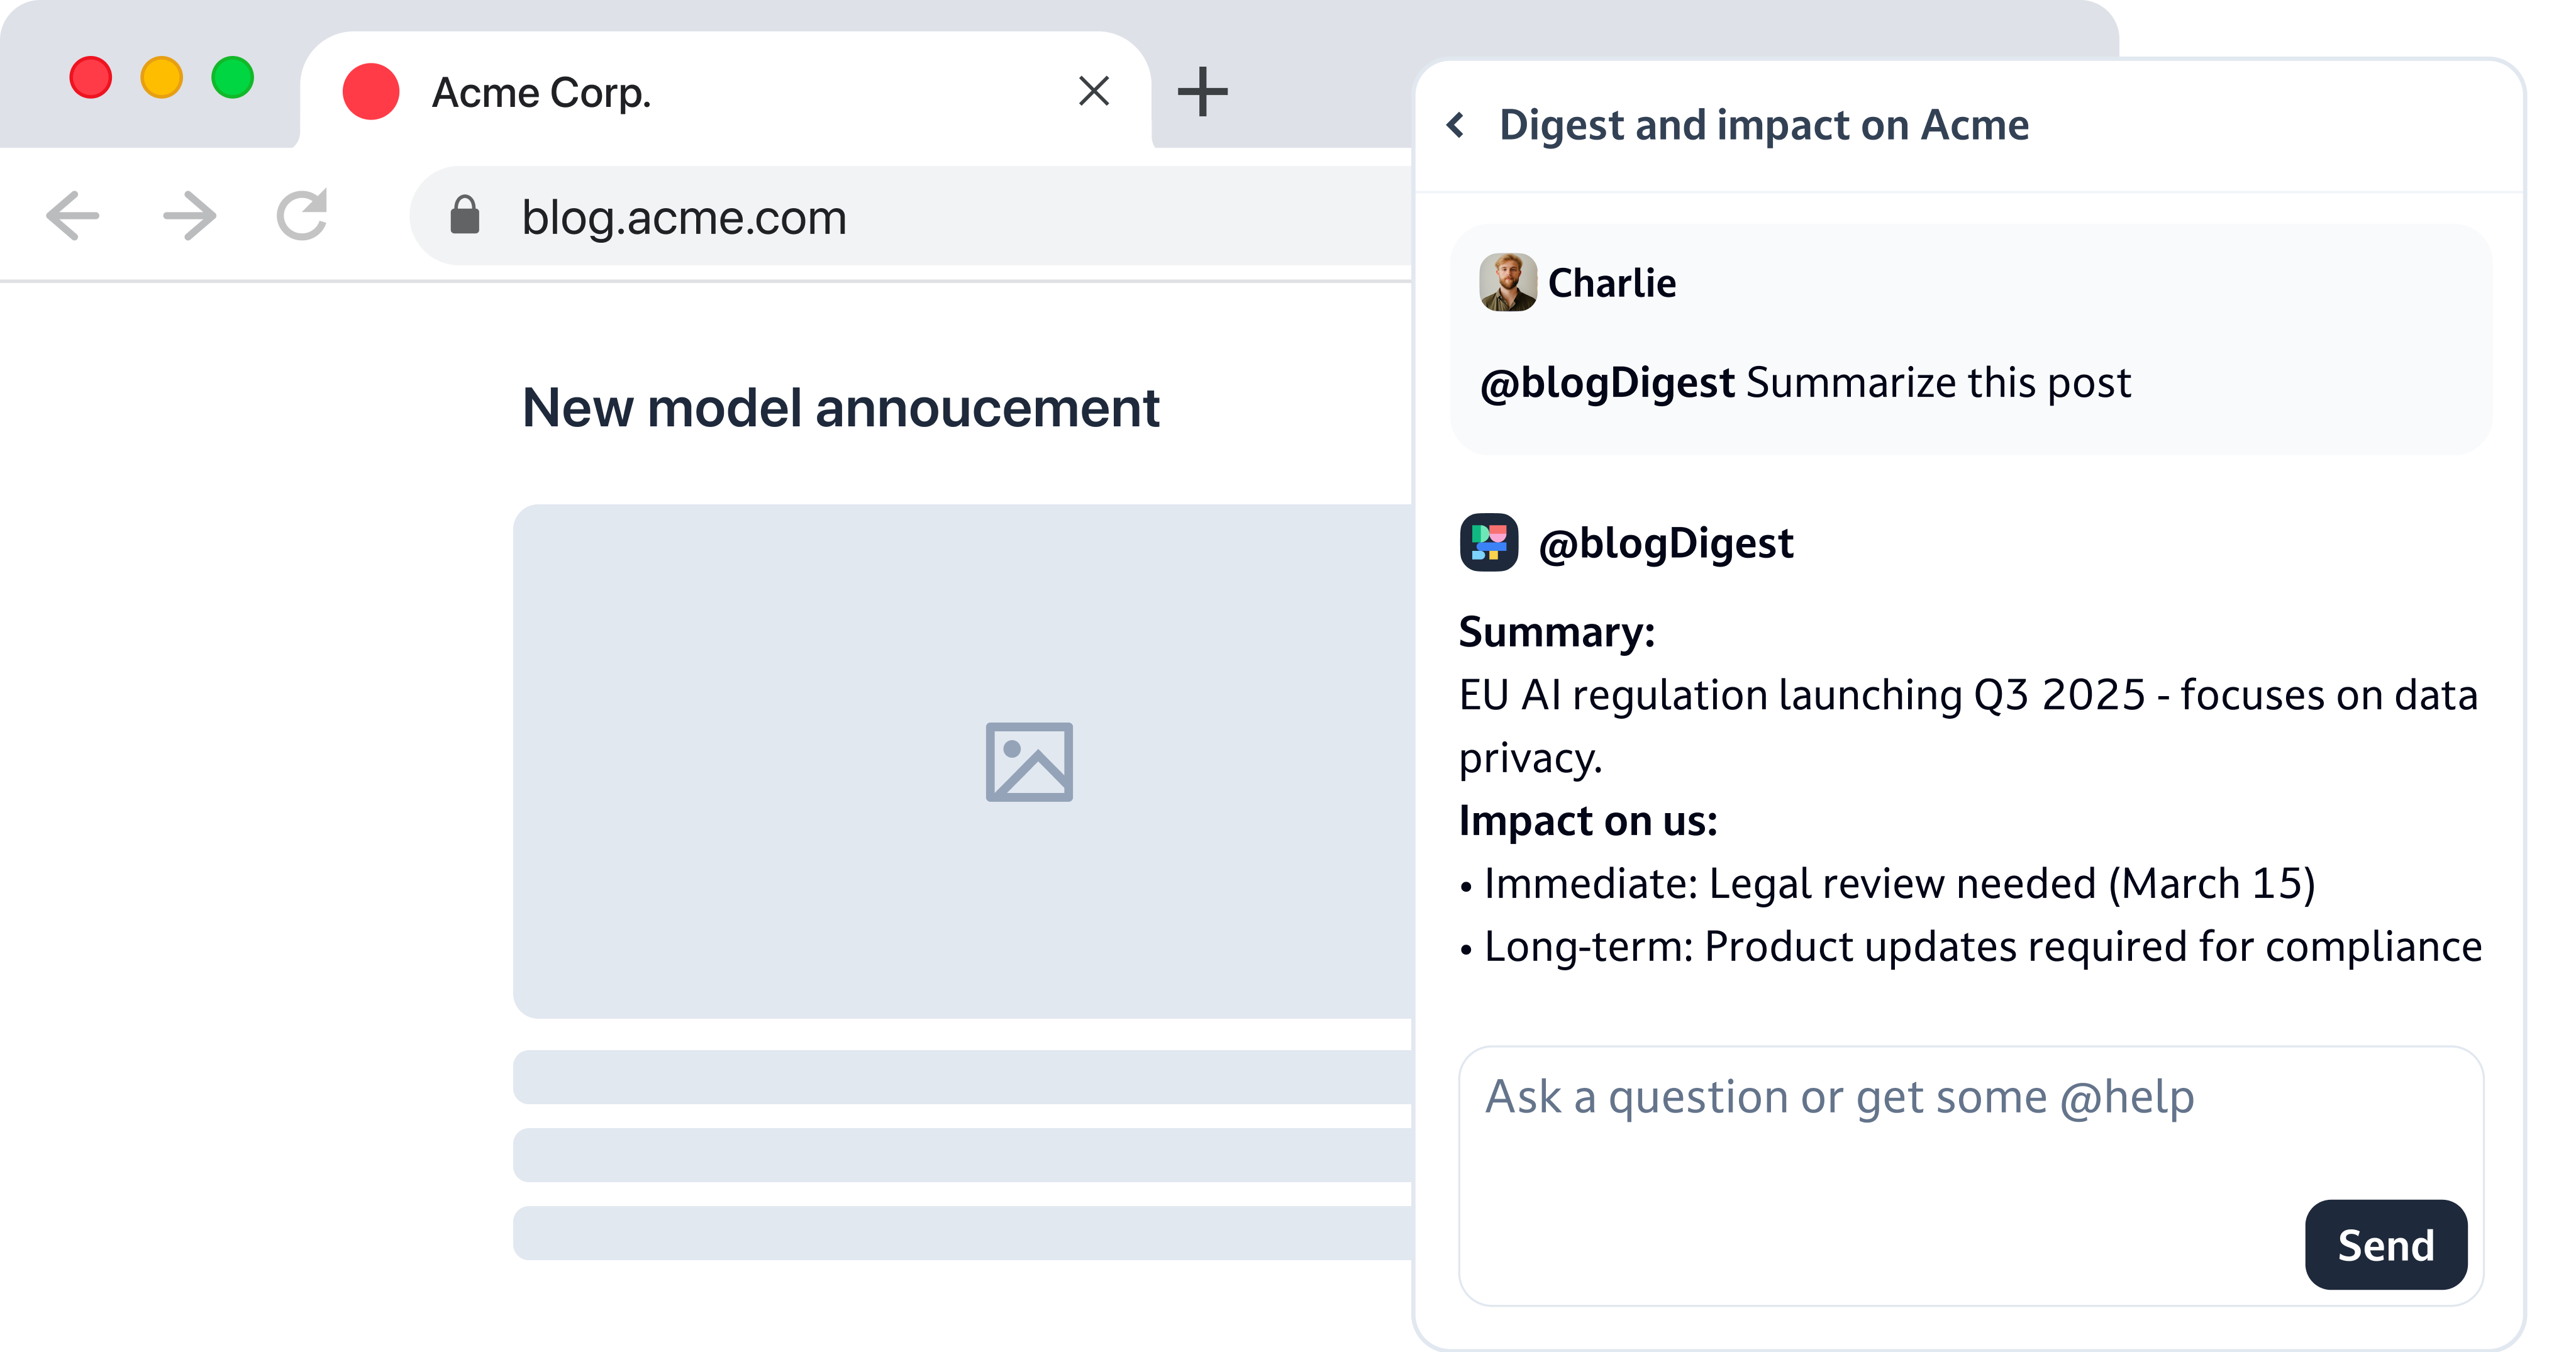 Acme Corp.
blog.acme.com
New model annoucement
Digest and impact on Acme
Charlie
@blogDigest Summarize this post
@blogDigest
Summary:
EU AI regulation launching Q3 2025 - focuses on data
privacy.
Impact on us:
• Immediate: Legal review needed (March 15)
• Long-term: Product updates required for compliance
Ask a question or get some @help
Send